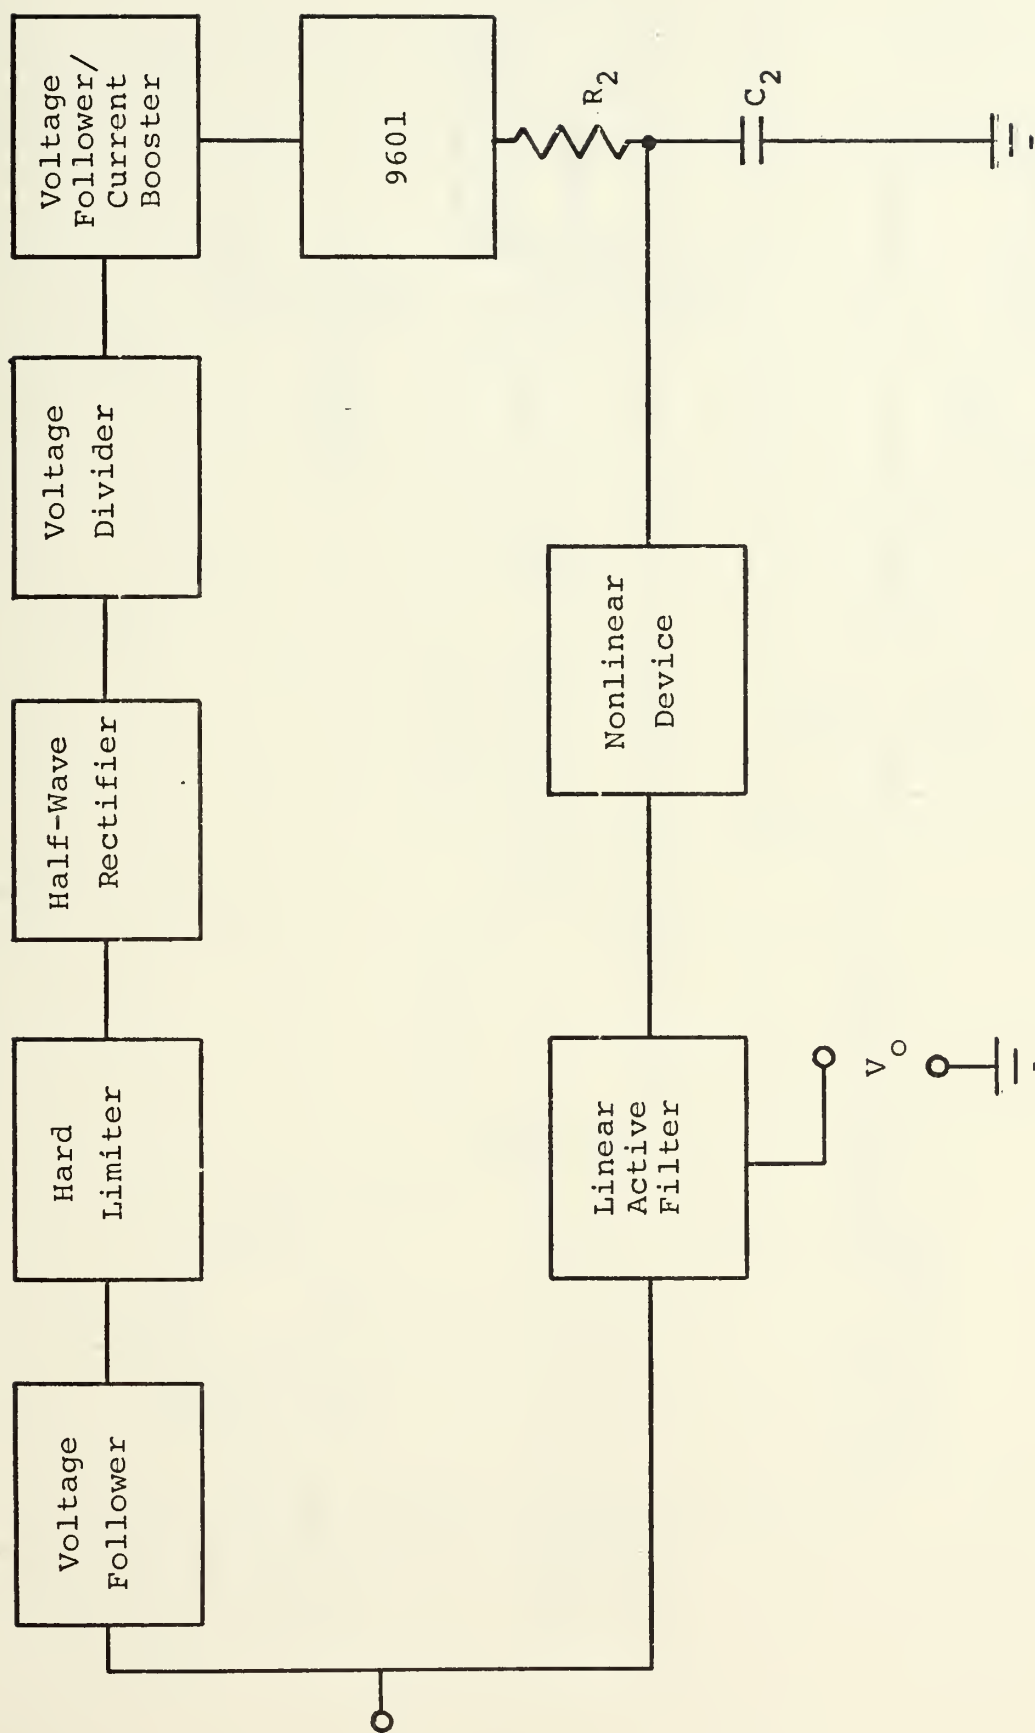 Voltage
Follower
Hard
Limiter
Half-Wave
Rectifier
Voltage
Divider
Voltage
Follower/
Current
Booster
9601
R2
C2
Nonlinear
Device
Linear
Active
Filter
Vo